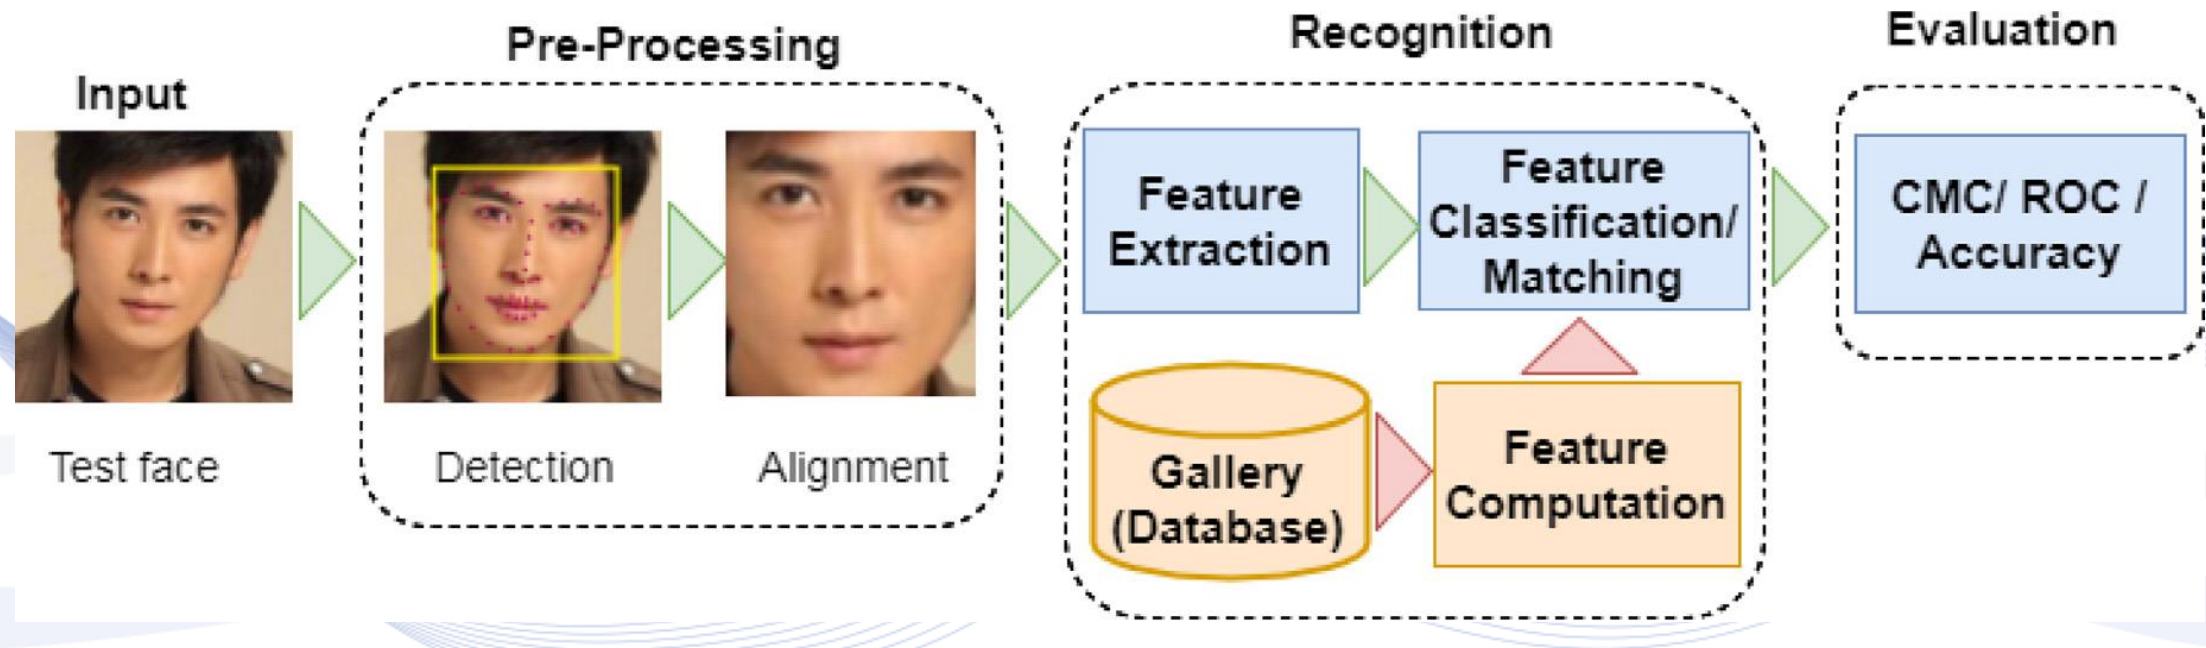 Input
Test face
Pre-Processing
Detection
Alignment
Recognition
Feature
Extraction
Feature
Classification/
Matching
Gallery
(Database)
Feature
Computation
Evaluation
CMC/ ROC /
Accuracy